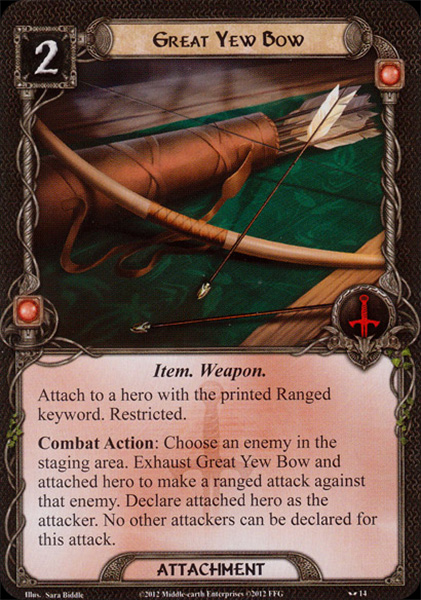 2
GREAT YEW BOW
Item. Weapon.
Attach to a hero with the printed Ranged
keyword. Restricted.
Combat Action: Choose an enemy in the
staging area. Exhaust Great Yew Bow and
attached hero to make a ranged attack against
that enemy. Declare attached hero as the
attacker. No other attackers can be declared for
this attack.
ATTACHMENT
Illus. Sara Biddle ©2012 Middle-earth Enterprises ©2012 FFG 14